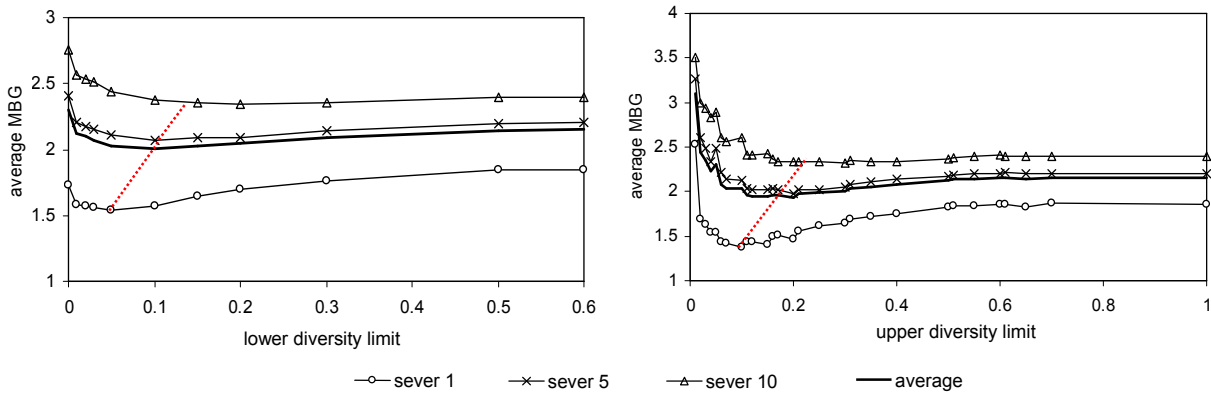 3
2.5
2
1.5
1
average MBG
0 0.1 0.2 0.3 0.4 0.5 0.6
lower diversity limit
4
3.5
3
2.5
2
1.5
1
average MBG
0 0.2 0.4 0.6 0.8 1
upper diversity limit
sever 1 sever 5 sever 10 average